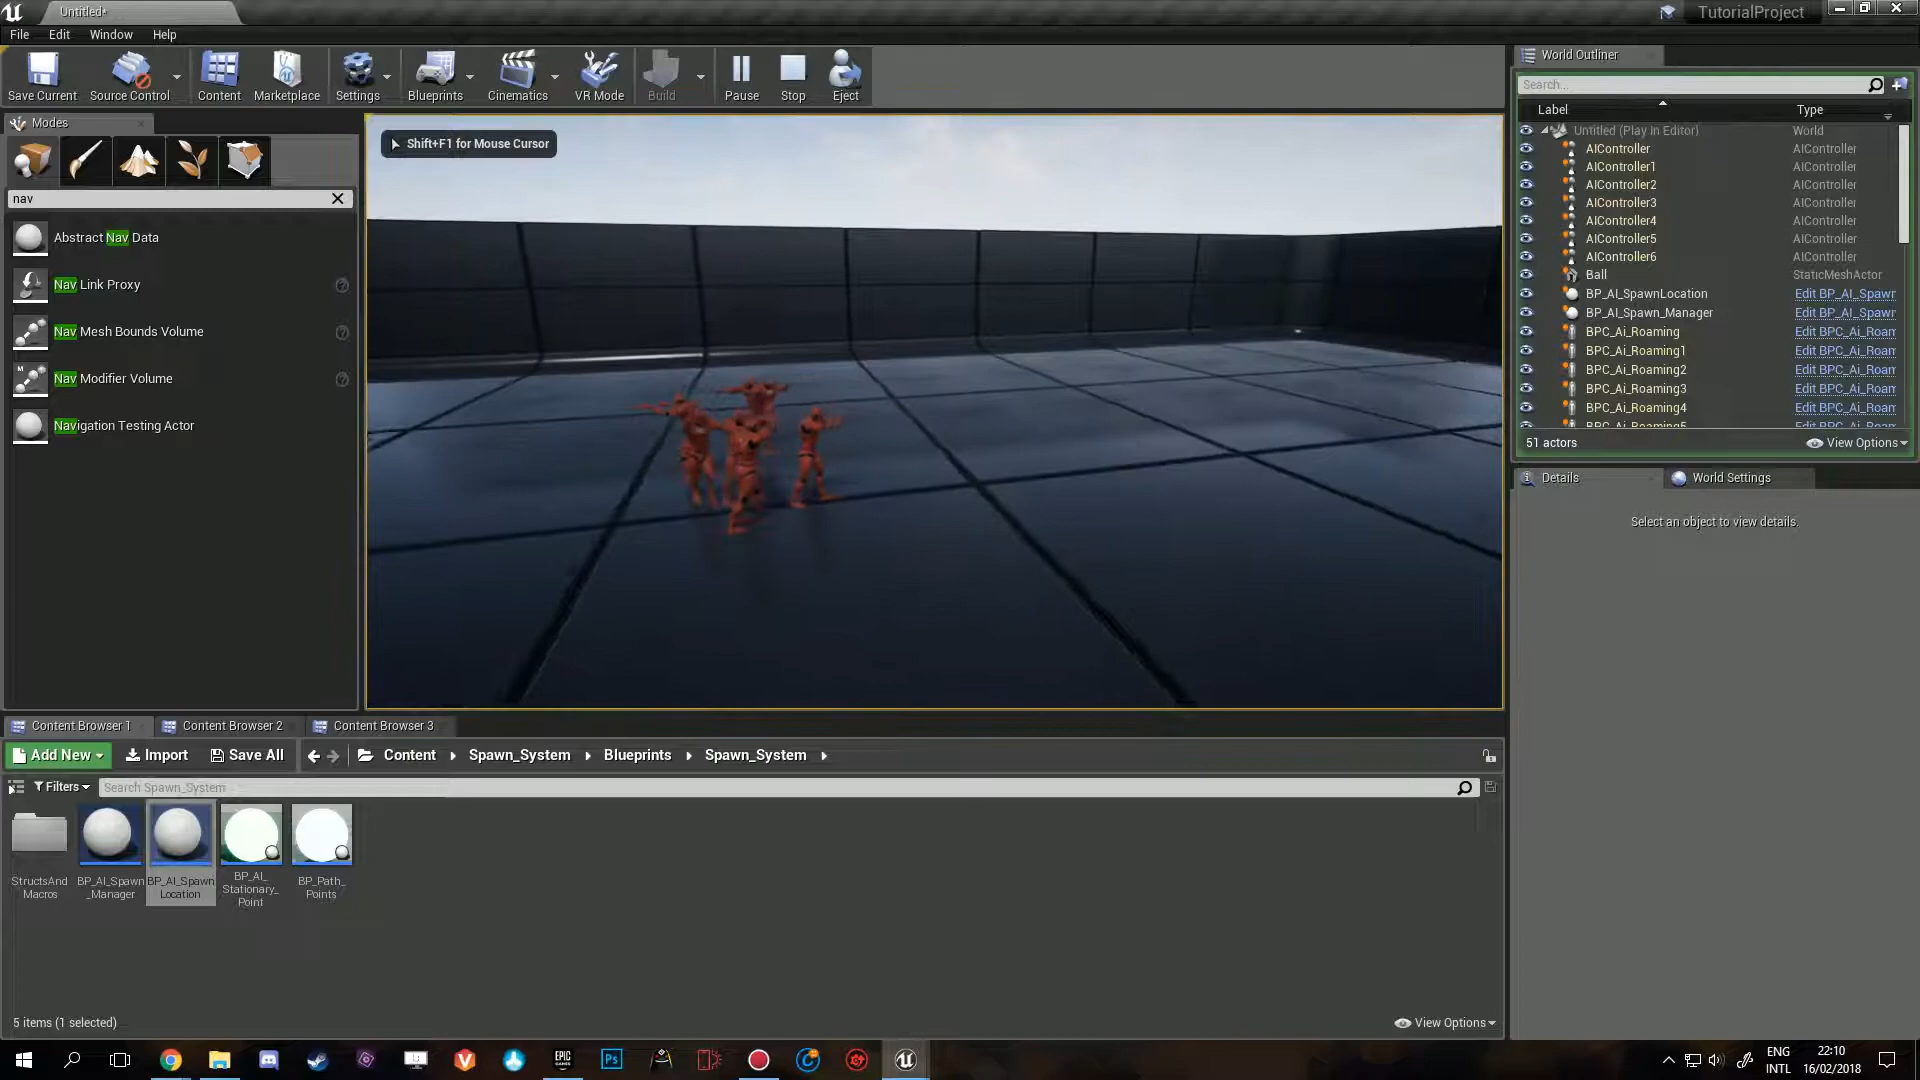 Untitled*
TutorialProject
File Edit Window Help
Save Current Source Control Content Marketplace Settings Blueprints Cinematics VR Mode Build Pause Stop Eject
Modes
nav
Abstract Nav Data
Nav Link Proxy
Nav Mesh Bounds Volume
Nav Modifier Volume
Navigation Testing Actor
Shift+F1 for Mouse Cursor
World Outliner
Search...
Label Type
Untitled (Play In Editor) World
AIController AIController
AIController1 AIController
AIController2 AIController
AIController3 AIController
AIController4 AIController
AIController5 AIController
AIController6 AIController
Ball StaticMeshActor
BP_AI_SpawnLocation Edit BP_AI_Spawn
BP_AI_Spawn_Manager Edit BP_AI_Spawn
BPC_Ai_Roaming Edit BPC_Ai_Roam
BPC_Ai_Roaming1 Edit BPC_Ai_Roam
BPC_Ai_Roaming2 Edit BPC_Ai_Roam
BPC_Ai_Roaming3 Edit BPC_Ai_Roam
BPC_Ai_Roaming4 Edit BPC_Ai_Roam
BPC_Ai_Roaming5 Edit BPC_Ai_Roam
51 actors View Options
Details World Settings
Select an object to view details.
Content Browser 1 Content Browser 2 Content Browser 3
Add New Import Save All Content Spawn_System Blueprints Spawn_System
Filters Search Spawn_System
StructsAnd
Macros
BP_AI_Spawn
_Manager
BP_AI_Spawn
Location
BP_AI_
Stationary_
Point
BP_Path_
Points
5 items (1 selected) View Options
EPIC
GAMES
Ps
ENG
INTL
22:10
16/02/2018